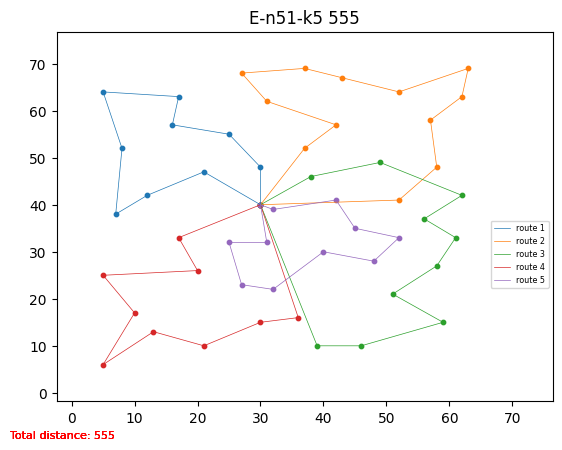 E-n51-k5 555
70
60
50
40
30
20
10
0
route 1
route 2
route 3
route 4
route 5
0 10 20 30 40 50 60 70
Total distance: 555